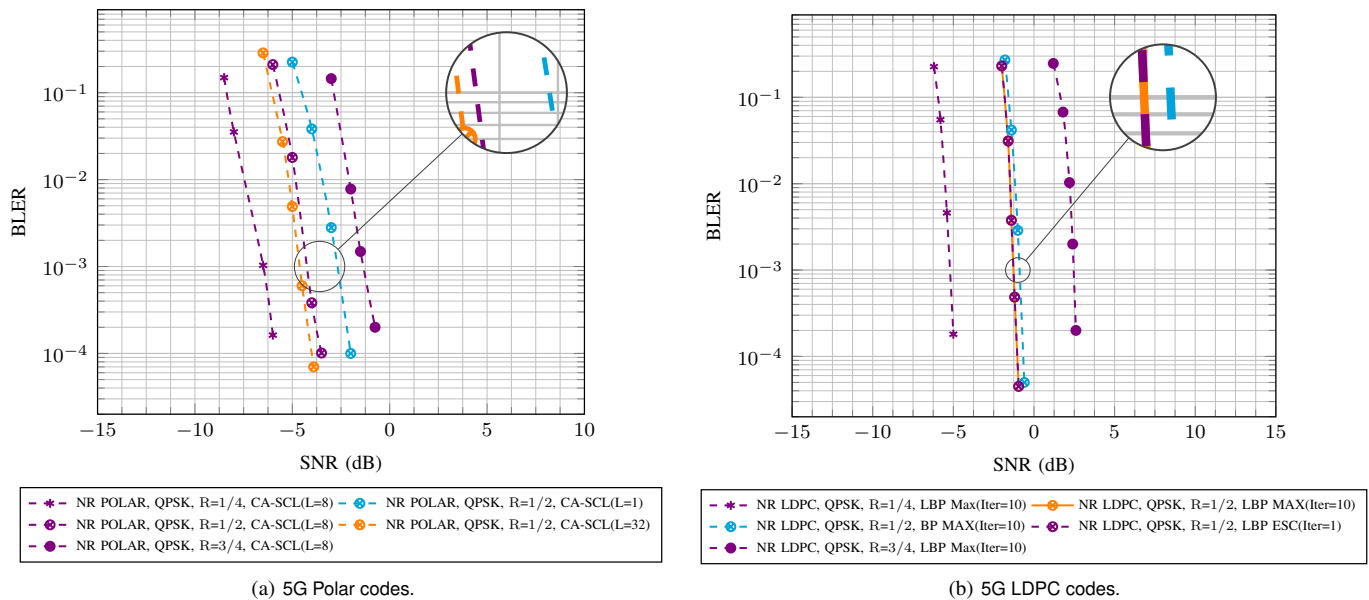 10⁻¹
10⁻²
10⁻³
10⁻⁴
BLER
−15 −10 −5 0 5 10
SNR (dB)
NR POLAR, QPSK, R=1/4, CA-SCL(L=8) NR POLAR, QPSK, R=1/2, CA-SCL(L=1)
NR POLAR, QPSK, R=1/2, CA-SCL(L=8) NR POLAR, QPSK, R=1/2, CA-SCL(L=32)
NR POLAR, QPSK, R=3/4, CA-SCL(L=8)
(a) 5G Polar codes.
10⁻¹
10⁻²
10⁻³
10⁻⁴
BLER
−15 −10 −5 0 5 10 15
SNR (dB)
NR LDPC, QPSK, R=1/4, LBP Max(Iter=10) NR LDPC, QPSK, R=1/2, LBP MAX(Iter=10)
NR LDPC, QPSK, R=1/2, BP MAX(Iter=10) NR LDPC, QPSK, R=1/2, LBP ESC(Iter=1)
NR LDPC, QPSK, R=3/4, LBP Max(Iter=10)
(b) 5G LDPC codes.